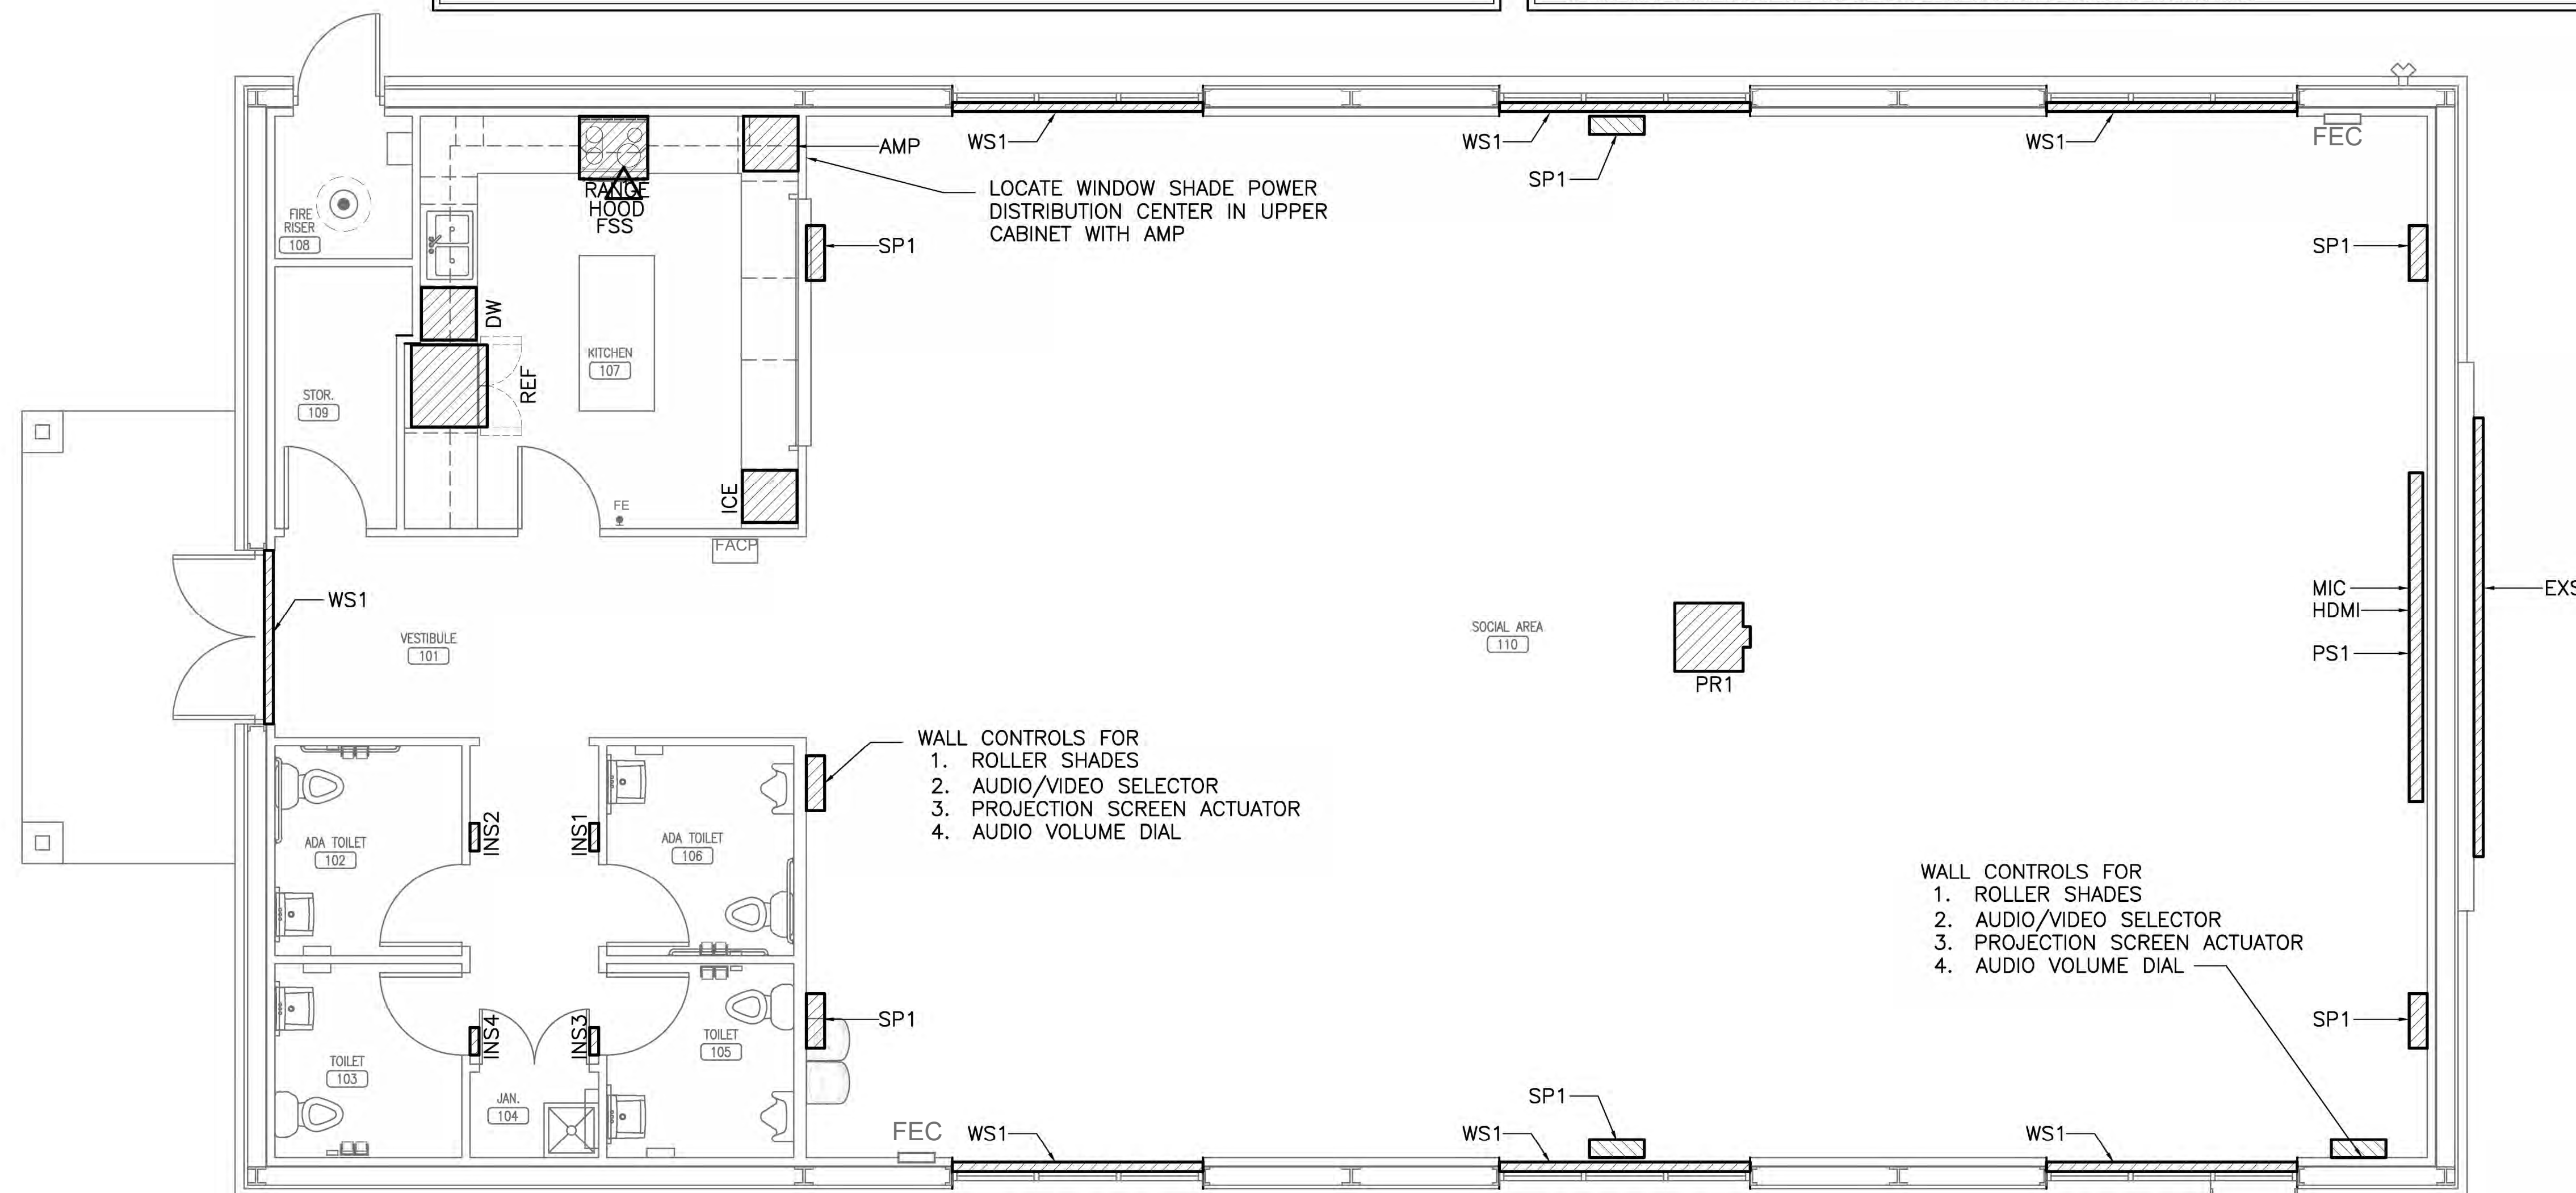 AMP
WS1
WS1
WS1
FEC
SP1
RANGE
HOOD
FSS
LOCATE WINDOW SHADE POWER
DISTRIBUTION CENTER IN UPPER
CABINET WITH AMP
FIRE
RISER
108
SP1
SP1
DW
KITCHEN
107
REF
STOR.
109
ICE
FE
FACP
WS1
MIC
HDMI
EXS
VESTIBULE
101
SOCIAL AREA
110
PS1
PR1
WALL CONTROLS FOR
1. ROLLER SHADES
2. AUDIO/VIDEO SELECTOR
3. PROJECTION SCREEN ACTUATOR
4. AUDIO VOLUME DIAL
INS2
INS1
ADA TOILET
102
ADA TOILET
106
WALL CONTROLS FOR
1. ROLLER SHADES
2. AUDIO/VIDEO SELECTOR
3. PROJECTION SCREEN ACTUATOR
4. AUDIO VOLUME DIAL
INS4
INS3
SP1
SP1
TOILET
105
TOILET
103
JAN.
104
SP1
FEC
WS1
WS1
WS1